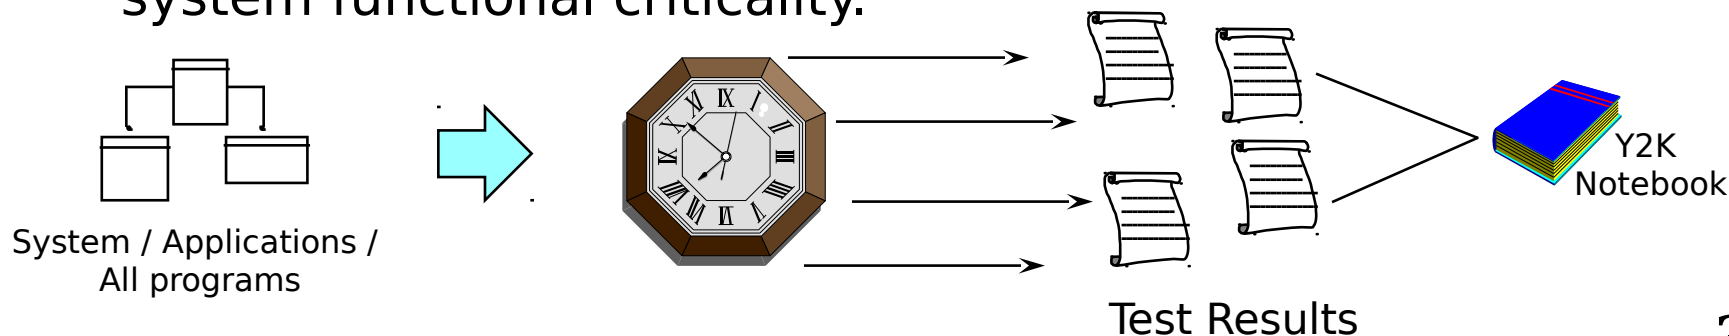 system functional criticality.
Y2K
Notebook
System / Applications /
All programs
Test Results